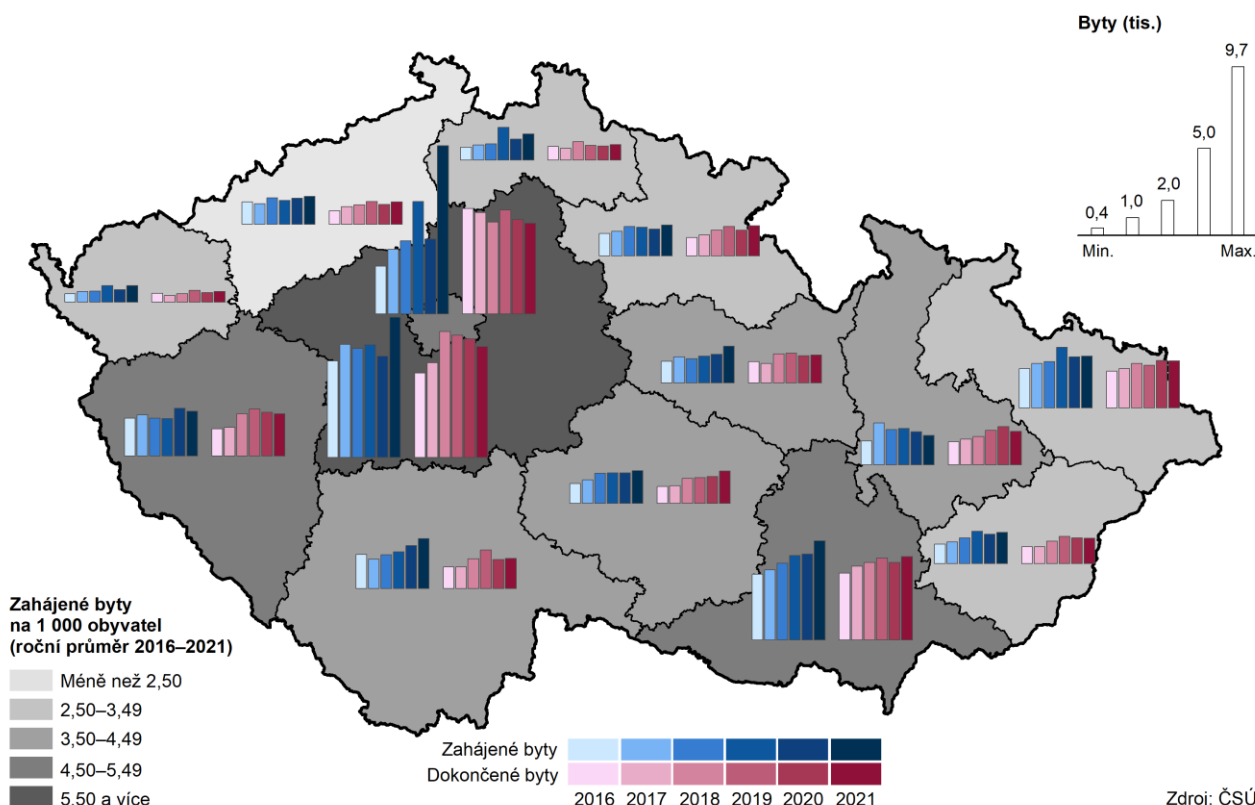 Byty (tis.)
9,7
5,0
2,0
1,0
0,4
Min.
Max.
Zahájené byty
na 1 000 obyvatel
(roční průměr 2016–2021)
Méně než 2,50
2,50–3,49
3,50–4,49
4,50–5,49
5,50 a více
Zahájené byty
Dokončené byty
2016 2017 2018 2019 2020 2021
Zdroj: ČSÚ